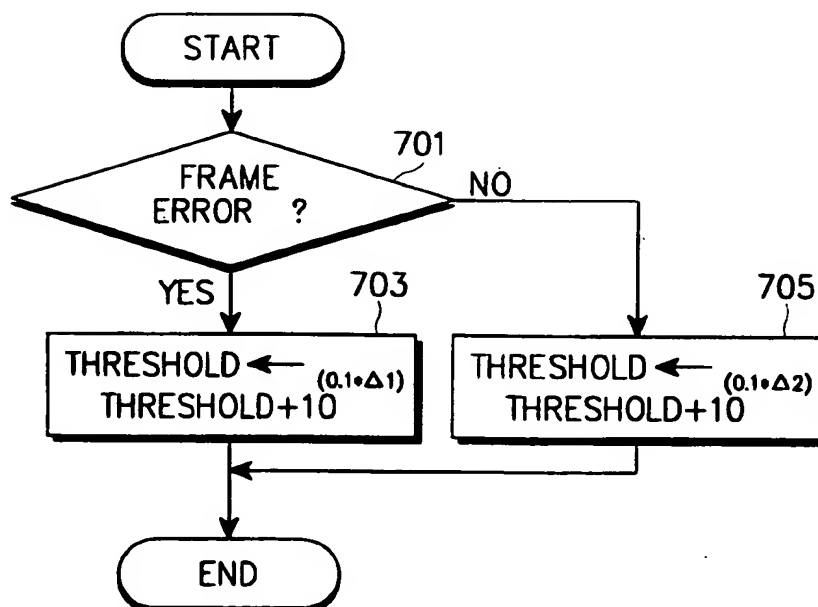 START
701
FRAME
ERROR ?
NO
YES
703
THRESHOLD ←
THRESHOLD+10(0.1*Δ1)
705
THRESHOLD ←
THRESHOLD+10(0.1*Δ2)
END